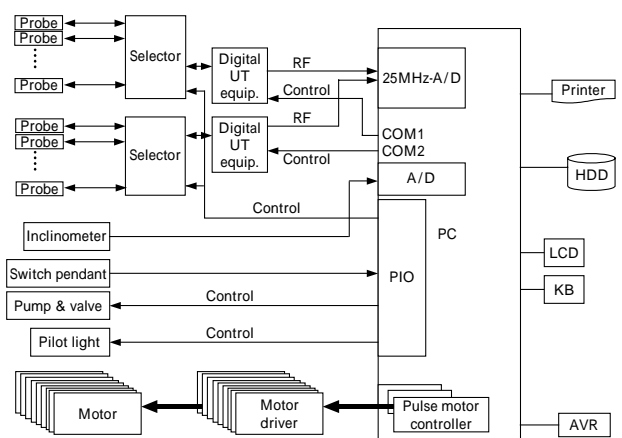 Probe
Probe
Probe
Selector
Digital
UT
equip.
RF
Control
25MHz-A/D
Printer
Probe
Probe
Probe
Selector
Digital
UT
equip.
RF
Control
COM1
COM2
A/D
HDD
Control
Inclinometer
PC
Switch pendant
PIO
LCD
Pump & valve
Control
KB
Pilot light
Control
Motor
Motor
driver
Pulse motor
controller
AVR